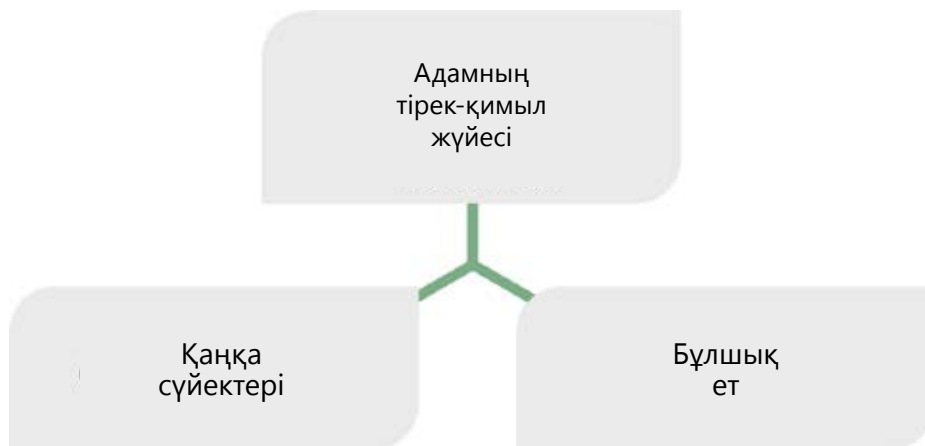 Адамның
тірек-қимыл
жүйесі
Қаңқа
сүйектері
Бұлшық
ет